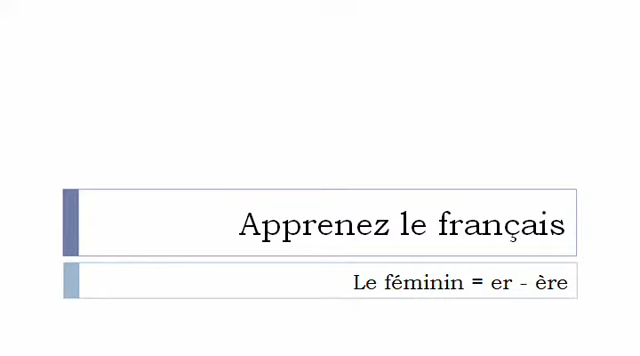 Apprenez le français
Le féminin = er - ère